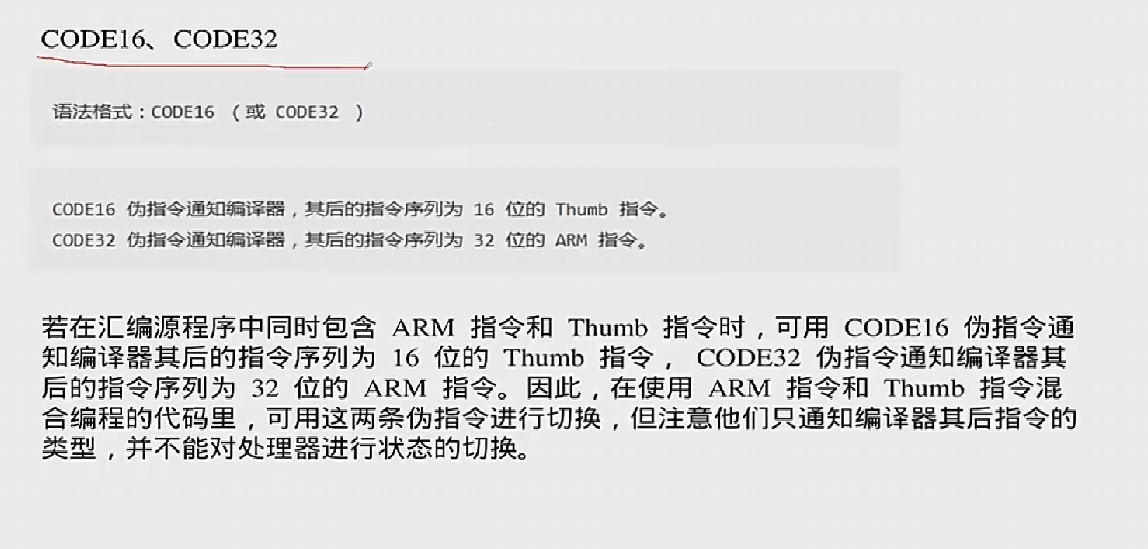 CODE16、CODE32
语法格式：CODE16 （或 CODE32 ）
CODE16 伪指令通知编译器，其后的指令序列为 16 位的 Thumb 指令。
CODE32 伪指令通知编译器，其后的指令序列为 32 位的 ARM 指令。
若在汇编源程序中同时包含 ARM 指令和 Thumb 指令时，可用 CODE16 伪指令通
知编译器其后的指令序列为 16 位的 Thumb 指令， CODE32 伪指令通知编译器其
后的指令序列为 32 位的 ARM 指令。因此，在使用 ARM 指令和 Thumb 指令混
合编程的代码里，可用这两条伪指令进行切换，但注意他们只通知编译器其后指令的
类型，并不能对处理器进行状态的切换。